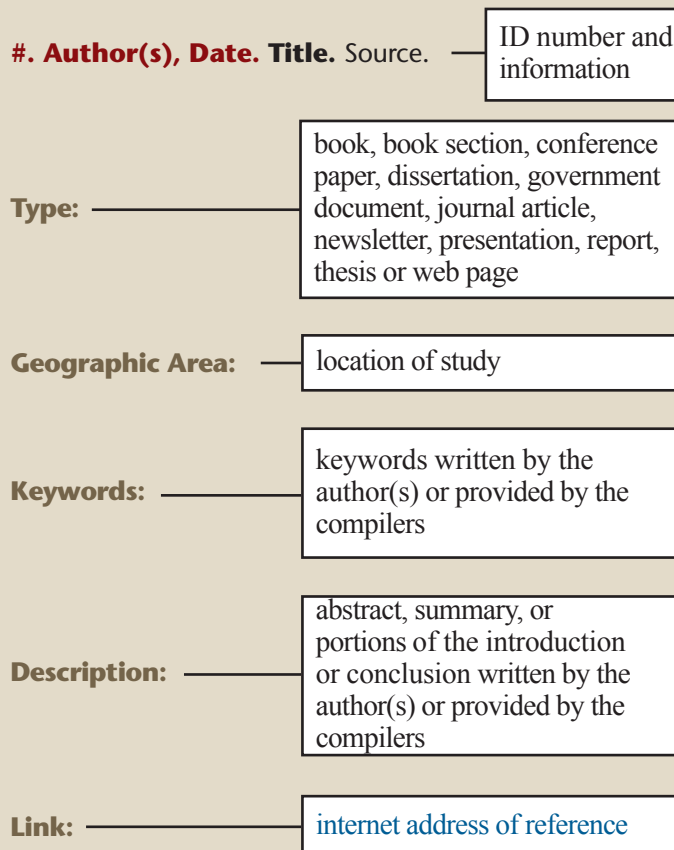 #. Author(s), Date. Title. Source.
ID number and
information
Type:
book, book section, conference
paper, dissertation, government
document, journal article,
newsletter, presentation, report,
thesis or web page
Geographic Area:
location of study
Keywords:
keywords written by the
author(s) or provided by the
compilers
Description:
abstract, summary, or
portions of the introduction
or conclusion written by the
author(s) or provided by the
compilers
Link:
internet address of reference